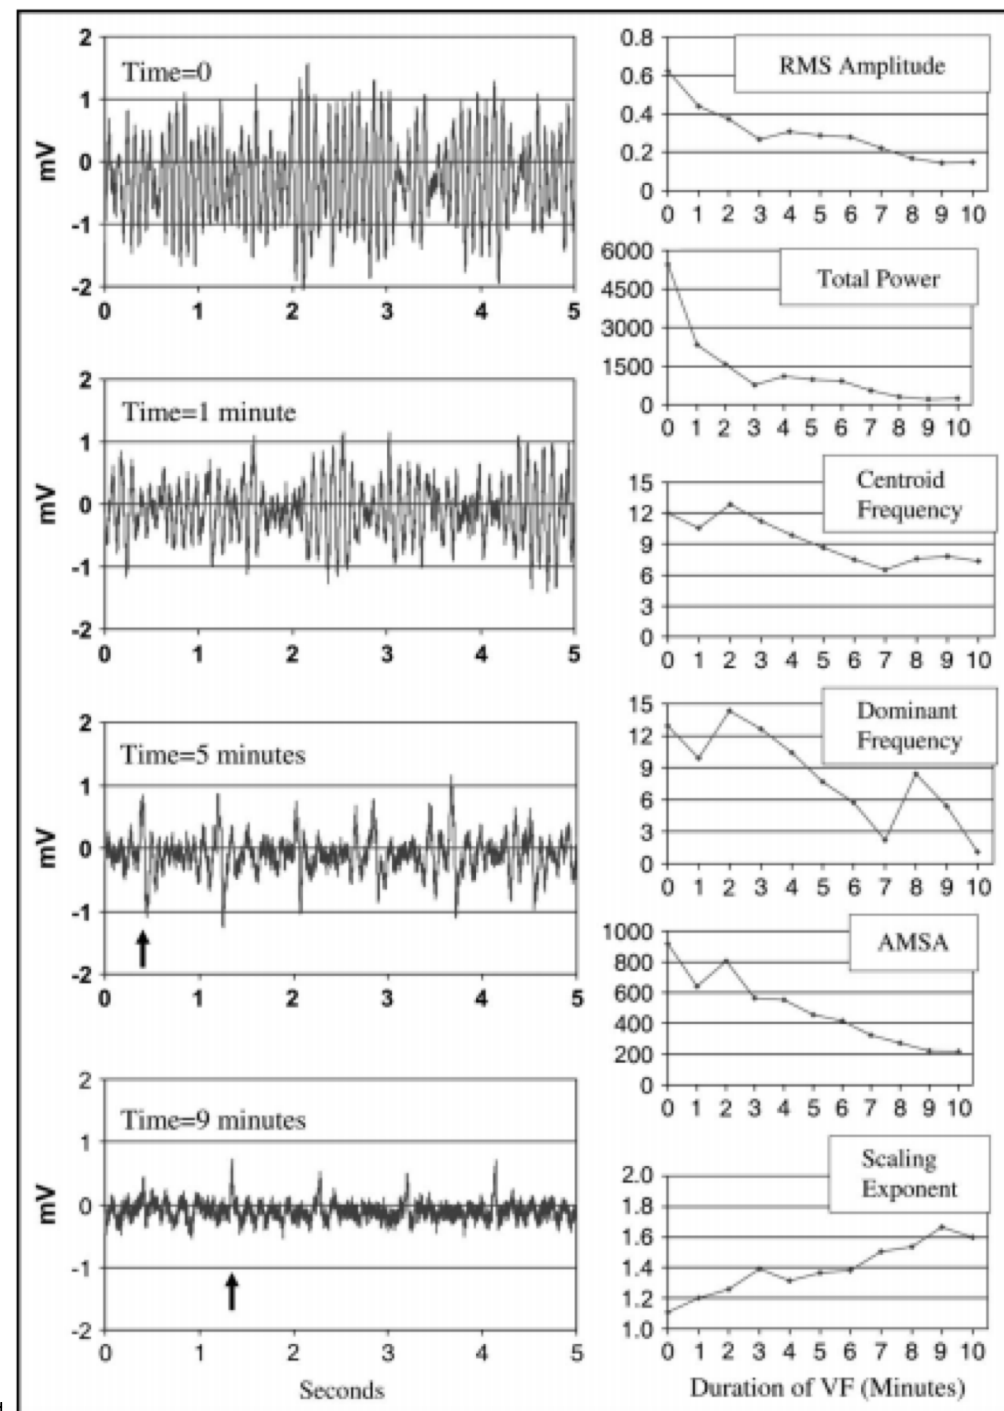 2
Time=0
1
0
-1
-2
mV
0 1 2 3 4 5
2
Time=1 minute
1
0
-1
-2
mV
0 1 2 3 4 5
2
Time=5 minutes
1
0
-1
-2
mV
0 1 2 3 4 5
2
Time=9 minutes
1
0
-1
-2
mV
0 1 2 3 4 5
Seconds
0.8
RMS Amplitude
0.6
0.4
0.2
0
0 1 2 3 4 5 6 7 8 9 10
6000
Total Power
4500
3000
1500
0
0 1 2 3 4 5 6 7 8 9 10
Centroid
Frequency
15
12
9
6
3
0
0 1 2 3 4 5 6 7 8 9 10
Dominant
Frequency
15
12
9
6
3
0
0 1 2 3 4 5 6 7 8 9 10
AMSA
1000
800
600
400
200
0
0 1 2 3 4 5 6 7 8 9 10
Scaling
Exponent
2.0
1.8
1.6
1.4
1.2
1.0
0 1 2 3 4 5 6 7 8 9 10
Duration of VF (Minutes)